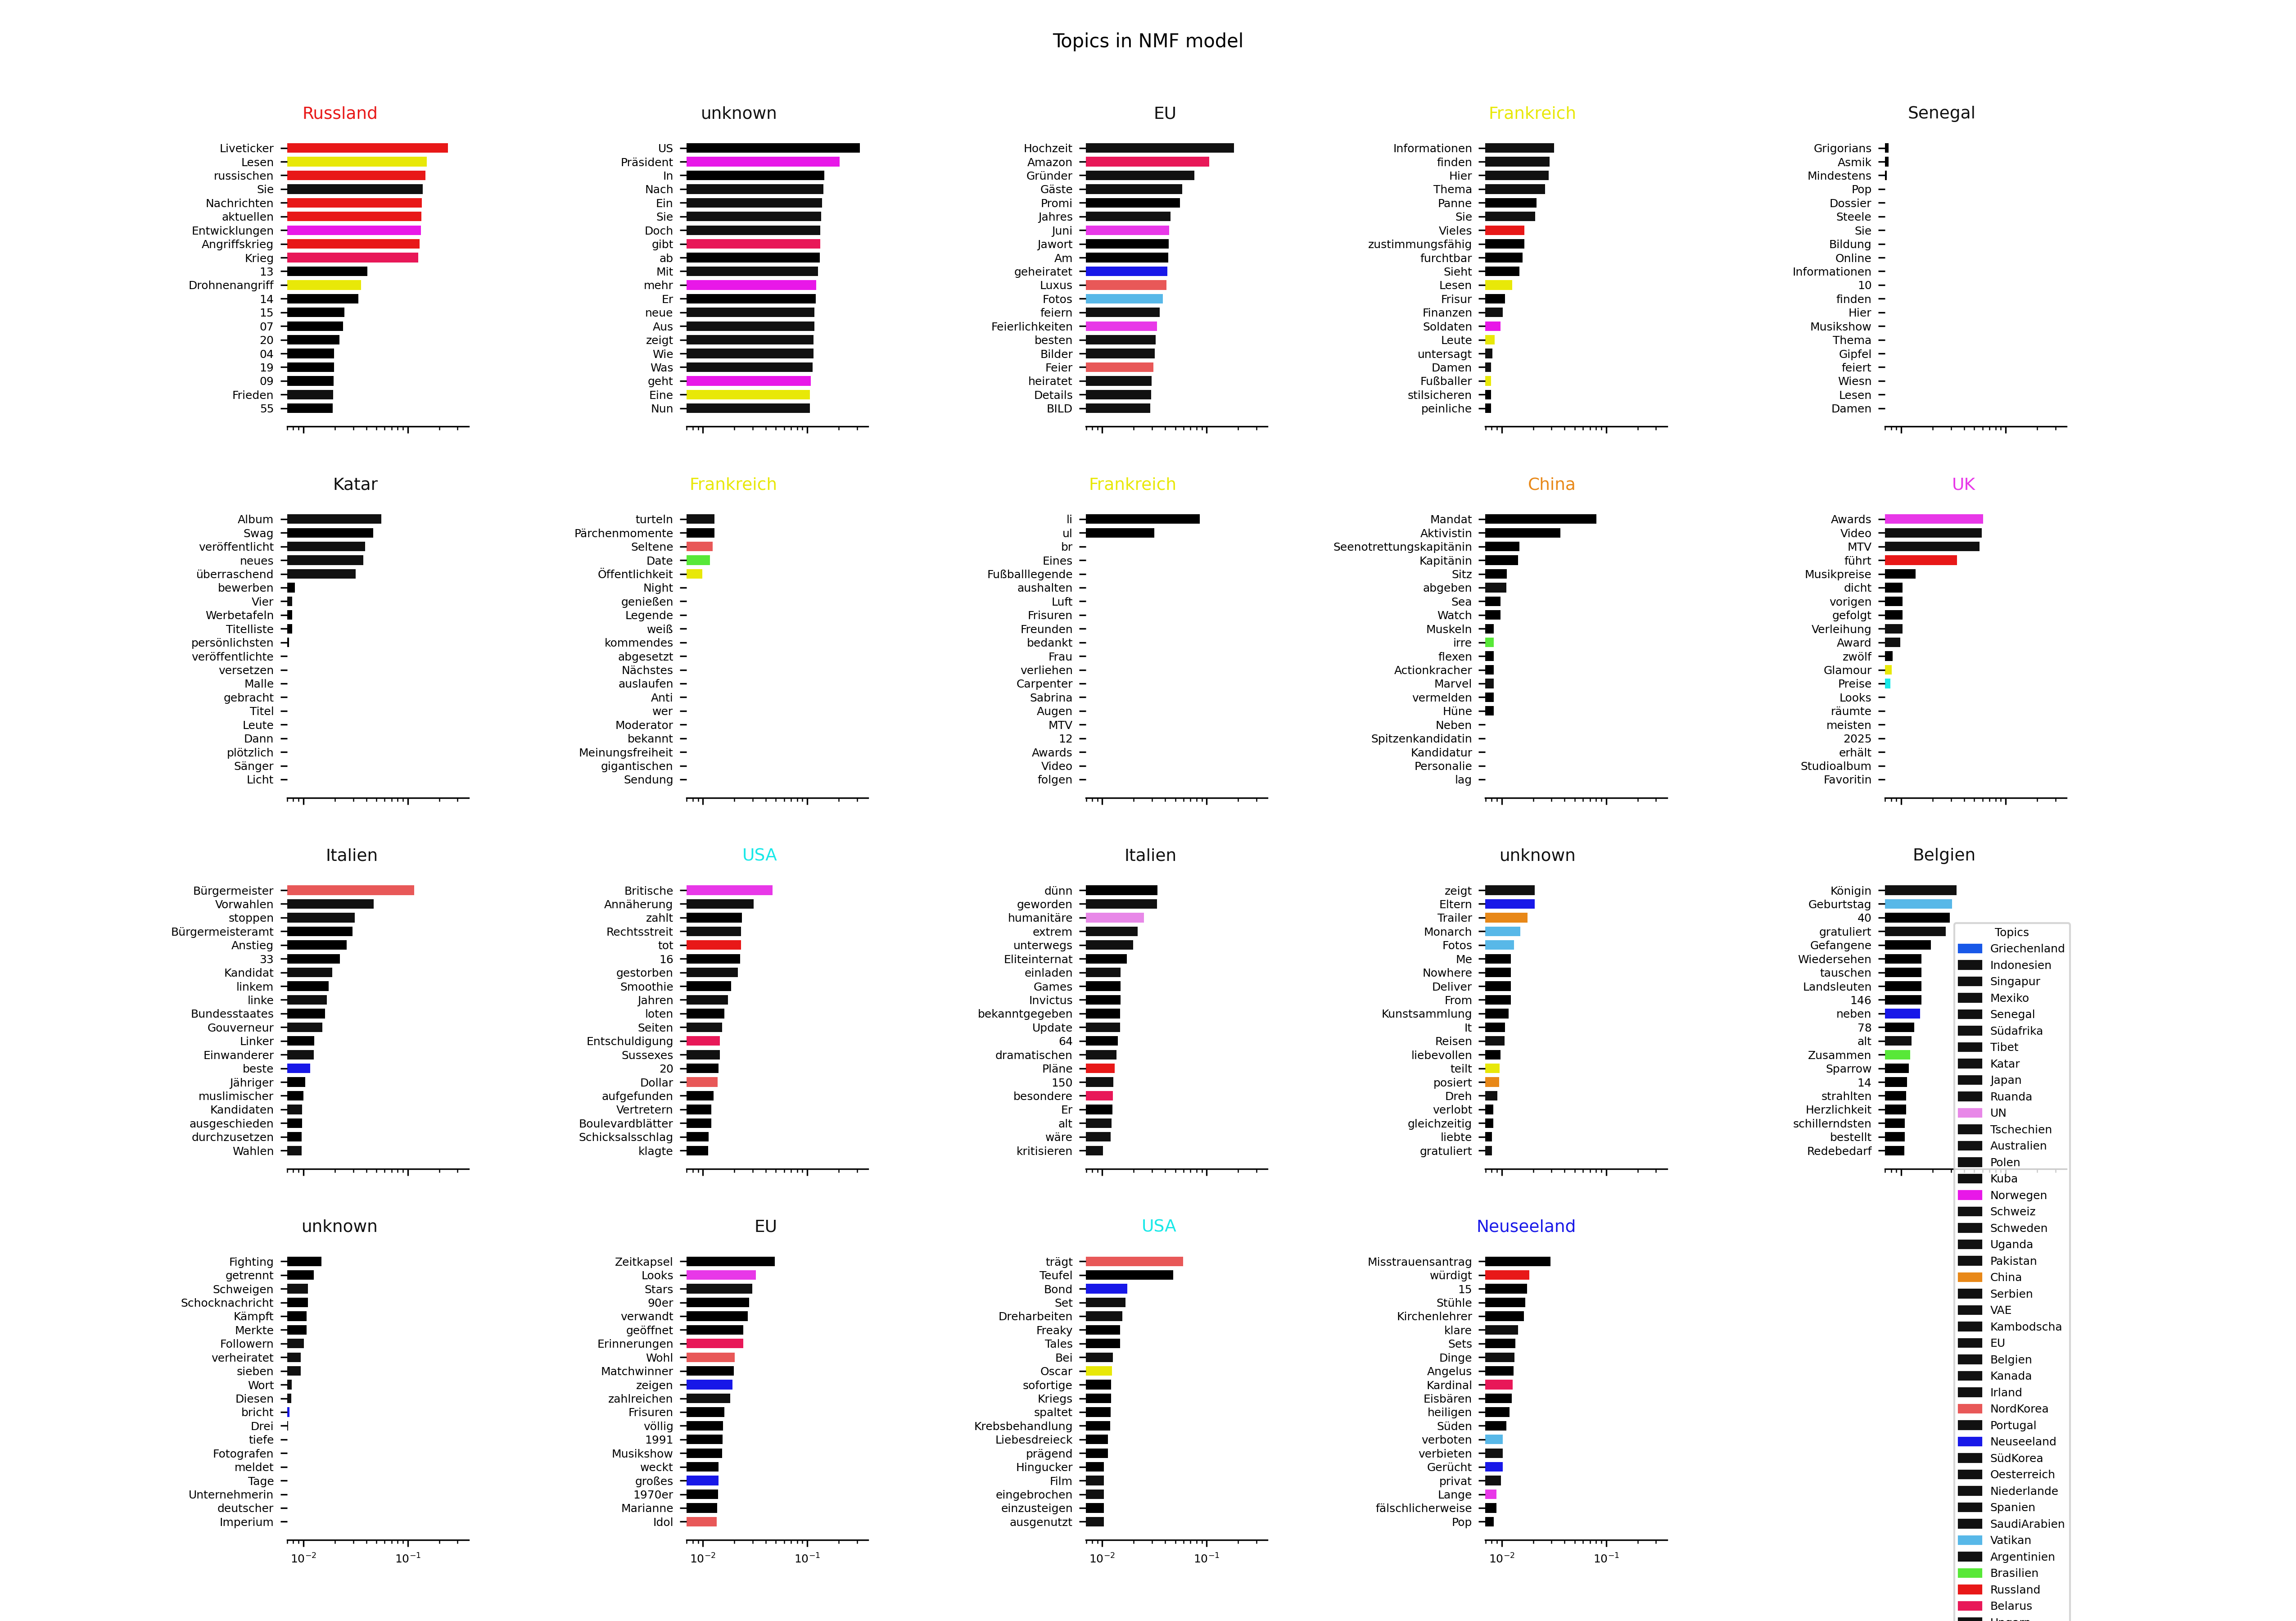 Topics in NMF model
Russland
Liveticker
Lesen
russischen
Sie
Nachrichten
aktuellen
Entwicklungen
Angriffskrieg
Krieg
13
Drohnenangriff
14
15
07
20
04
19
09
Frieden
55
unknown
US
Präsident
In
Nach
Ein
Sie
Doch
gibt
ab
Mit
mehr
Er
neue
Aus
zeigt
Wie
Was
geht
Eine
Nun
EU
Hochzeit
Amazon
Gründer
Gäste
Promi
Jahres
Juni
Jawort
Am
geheiratet
Luxus
Fotos
feiern
Feierlichkeiten
besten
Bilder
Feier
heiratet
Details
BILD
Frankreich
Informationen
finden
Hier
Thema
Panne
Sie
Vieles
zustimmungsfähig
furchtbar
Sieht
Lesen
Frisur
Finanzen
Soldaten
Leute
untersagt
Damen
Fußballer
stilsicheren
peinliche
Senegal
Grigorians
Asmik
Mindestens
Pop
Dossier
Steele
Sie
Bildung
Online
Informationen
10
finden
Hier
Musikshow
Thema
Gipfel
feiert
Wiesn
Lesen
Damen
Katar
Album
Swag
veröffentlicht
neues
überraschend
bewerben
Vier
Werbetafeln
Titelliste
persönlichsten
veröffentlichte
versetzen
Malle
gebracht
Titel
Leute
Dann
plötzlich
Sänger
Licht
Frankreich
turteln
Pärchenmomente
Seltene
Date
Öffentlichkeit
Night
genießen
Legende
weiß
kommendes
abgesetzt
Nächstes
auslaufen
Anti
wer
Moderator
bekannt
Meinungsfreiheit
gigantischen
Sendung
Frankreich
li
ul
br
Eines
Fußballlegende
aushalten
Luft
Frisuren
Freunden
bedankt
Frau
verliehen
Carpenter
Sabrina
Augen
MTV
12
Awards
Video
folgen
China
Mandat
Aktivistin
Seenotrettungskapitänin
Kapitänin
Sitz
abgeben
Sea
Watch
Muskeln
irre
flexen
Actionkracher
Marvel
vermelden
Hüne
Neben
Spitzenkandidatin
Kandidatur
Personalie
lag
UK
Awards
Video
MTV
führt
Musikpreise
dicht
vorigen
gefolgt
Verleihung
Award
zwölf
Glamour
Preise
Looks
räumte
meisten
2025
erhält
Studioalbum
Favoritin
Italien
Bürgermeister
Vorwahlen
stoppen
Bürgermeisteramt
Anstieg
33
Kandidat
linkem
linke
Bundesstaates
Gouverneur
Linker
Einwanderer
beste
Jähriger
muslimischer
Kandidaten
ausgeschieden
durchzusetzen
Wahlen
USA
Britische
Annäherung
zahlt
Rechtsstreit
tot
16
gestorben
Smoothie
Jahren
loten
Seiten
Entschuldigung
Sussexes
20
Dollar
aufgefunden
Vertretern
Boulevardblätter
Schicksalsschlag
klagte
Italien
dünn
geworden
humanitäre
extrem
unterwegs
Eliteinternat
einladen
Games
Invictus
bekanntgegeben
Update
64
dramatischen
Pläne
150
besondere
Er
alt
wäre
kritisieren
unknown
zeigt
Eltern
Trailer
Monarch
Fotos
Me
Nowhere
Deliver
From
Kunstsammlung
It
Reisen
liebevollen
teilt
posiert
Dreh
verlobt
gleichzeitig
liebte
gratuliert
Belgien
Königin
Geburtstag
40
gratuliert
Gefangene
Wiedersehen
tauschen
Landsleuten
146
neben
78
alt
Zusammen
Sparrow
14
strahlten
Herzlichkeit
schillerndsten
bestellt
Redebedarf
unknown
Fighting
getrennt
Schweigen
Schocknachricht
Kämpft
Merkte
Followern
verheiratet
sieben
Wort
Diesen
bricht
Drei
tiefe
Fotografen
meldet
Tage
Unternehmerin
deutscher
Imperium
10⁻² 10⁻¹
EU
Zeitkapsel
Looks
Stars
90er
verwandt
geöffnet
Erinnerungen
Wohl
Matchwinner
zeigen
zahlreichen
Frisuren
völlig
1991
Musikshow
weckt
großes
1970er
Marianne
Idol
10⁻² 10⁻¹
USA
trägt
Teufel
Bond
Set
Dreharbeiten
Freaky
Tales
Bei
Oscar
sofortige
Kriegs
spaltet
Krebsbehandlung
Liebesdreieck
prägend
Hingucker
Film
eingebrochen
einzusteigen
ausgenutzt
10⁻² 10⁻¹
Neuseeland
Misstrauensantrag
würdigt
15
Stühle
Kirchenlehrer
klare
Sets
Dinge
Angelus
Kardinal
Eisbären
heiligen
Süden
verboten
verbieten
Gerücht
privat
Lange
fälschlicherweise
Pop
10⁻² 10⁻¹
Topics
Griechenland
Indonesien
Singapur
Mexiko
Senegal
Südafrika
Tibet
Katar
Japan
Ruanda
UN
Tschechien
Australien
Polen
Kuba
Norwegen
Schweiz
Schweden
Uganda
Pakistan
China
Serbien
VAE
Kambodscha
EU
Belgien
Kanada
Irland
NordKorea
Portugal
Neuseeland
SüdKorea
Oesterreich
Niederlande
Spanien
SaudiArabien
Vatikan
Argentinien
Brasilien
Russland
Belarus